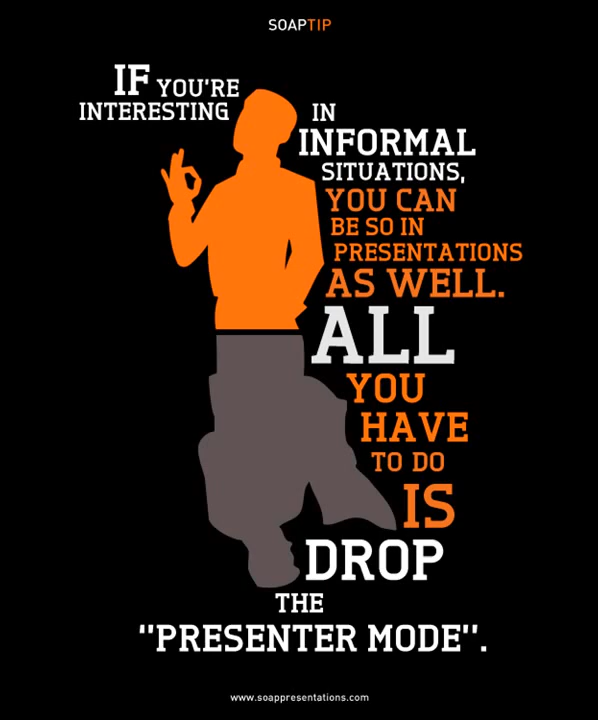 SOAPTIP
IF YOU'RE
INTERESTING IN
INFORMAL
SITUATIONS,
YOU CAN
BE SO IN
PRESENTATIONS
AS WELL.
ALL
YOU
HAVE
TO DO
IS
DROP
THE
"PRESENTER MODE".
www.soappresentations.com